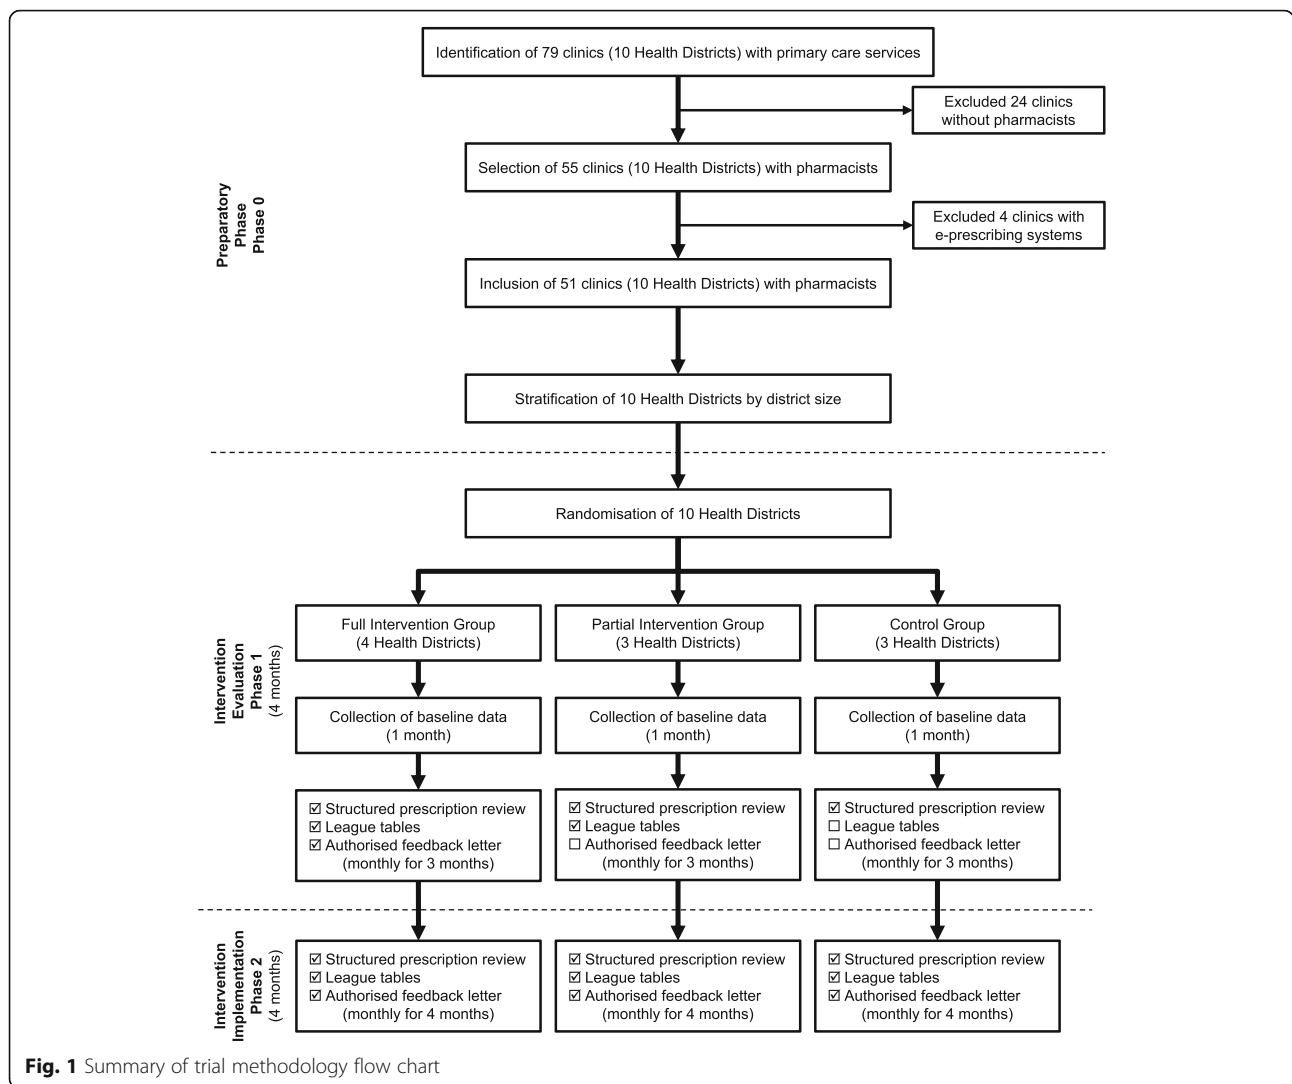 Identification of 79 clinics (10 Health Districts) with primary care services
Excluded 24 clinics
without pharmacists
Selection of 55 clinics (10 Health Districts) with pharmacists
Excluded 4 clinics with
e-prescribing systems
Preparatory
Phase
Phase 0
Inclusion of 51 clinics (10 Health Districts) with pharmacists
Stratification of 10 Health Districts by district size
Randomisation of 10 Health Districts
Intervention
Evaluation
Phase 1
(4 months)
Full Intervention Group
(4 Health Districts)
Partial Intervention Group
(3 Health Districts)
Control Group
(3 Health Districts)
Collection of baseline data
(1 month)
Collection of baseline data
(1 month)
Collection of baseline data
(1 month)
☑ Structured prescription review
☑ League tables
☑ Authorised feedback letter
(monthly for 3 months)
☑ Structured prescription review
☑ League tables
☐ Authorised feedback letter
(monthly for 3 months)
☑ Structured prescription review
☐ League tables
☐ Authorised feedback letter
(monthly for 3 months)
Intervention
Implementation
Phase 2
(4 months)
☑ Structured prescription review
☑ League tables
☑ Authorised feedback letter
(monthly for 4 months)
☑ Structured prescription review
☑ League tables
☑ Authorised feedback letter
(monthly for 4 months)
☑ Structured prescription review
☑ League tables
☑ Authorised feedback letter
(monthly for 4 months)
Fig. 1 Summary of trial methodology flow chart